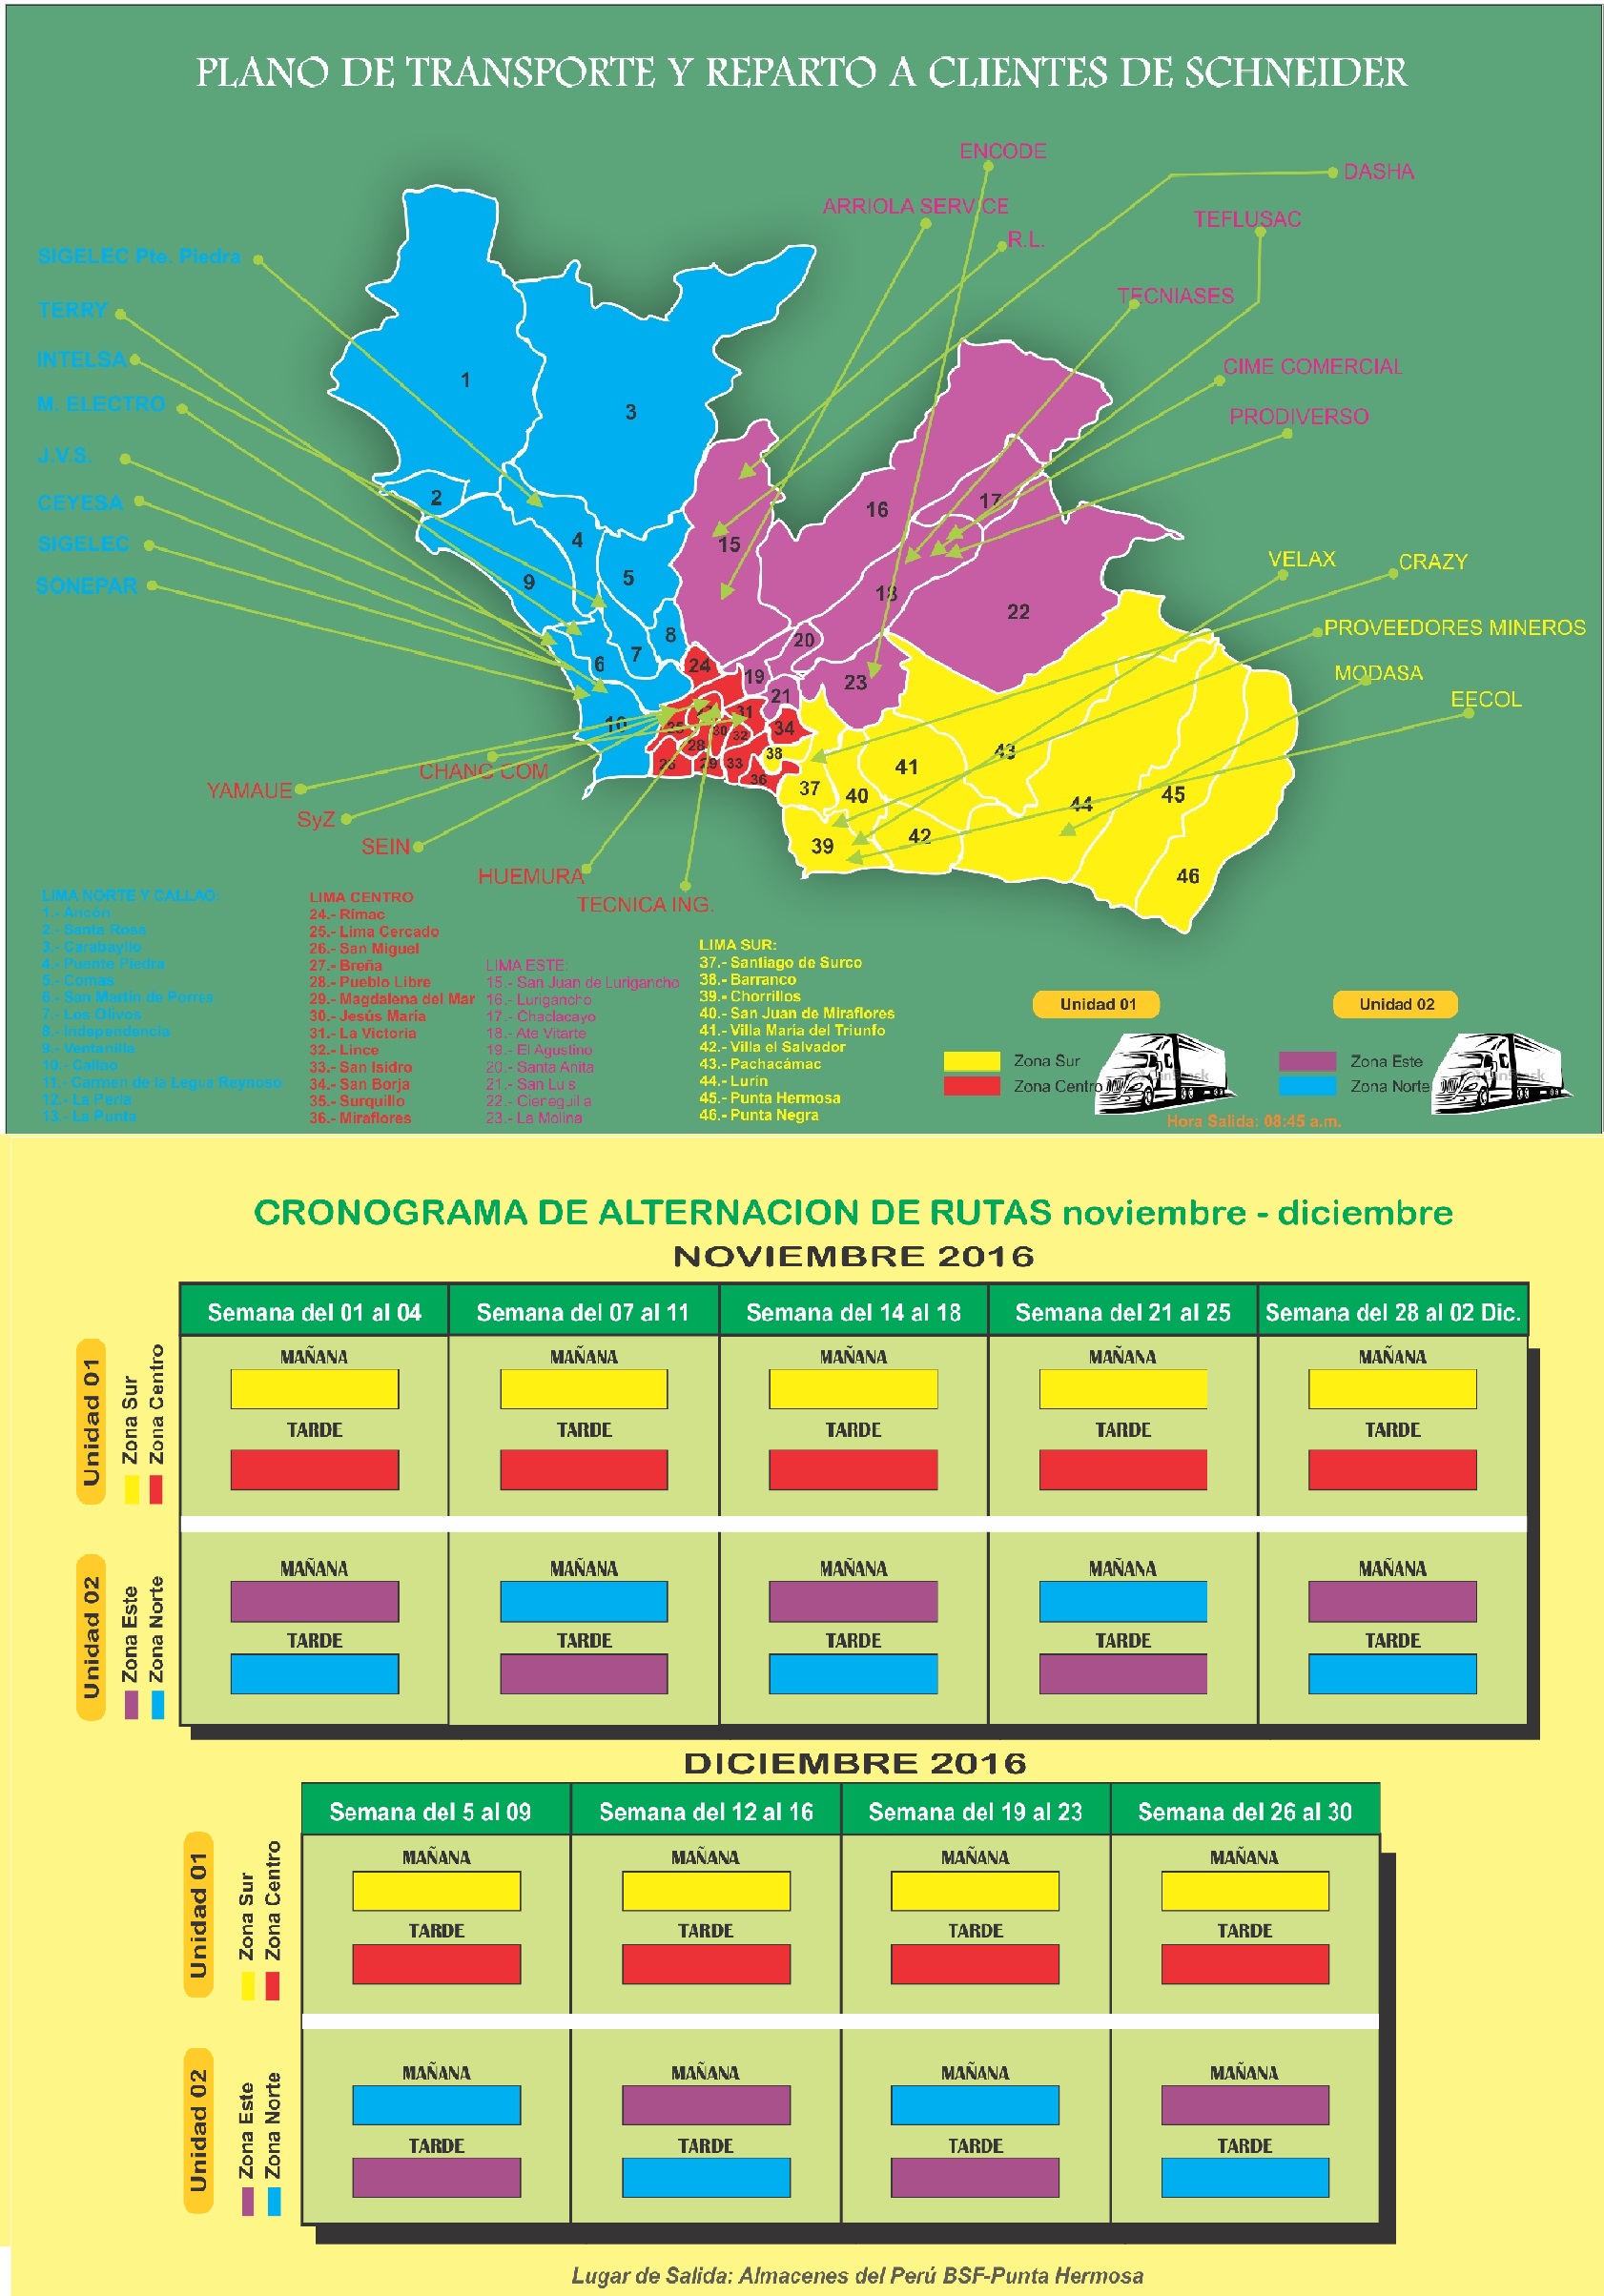 PLANO DE TRANSPORTE Y REPARTO A CLIENTES DE SCHNEIDER
ENCODE
DASHA
ARRIOLA SERVICE
TEFLUSAC
R.L.
SIGELEC Pte. Piedra
TECNIASES
TERRY
INTELSA
CIME COMERCIAL
M. ELECTRO
PRODIVERSO
J.V.S.
CEYESA
SIGELEC
VELAX
CRAZY
SONEPAR
PROVEEDORES MINEROS
MODASA
EECOL
CHANG COM
YAMAUE
SyZ
SEIN
HUEMURA
TECNICA ING.
1
3
2
4
9
5
8
6
7
10
15
16
17
18
22
20
19
21
23
24
31
30
32
34
28
29
33
36
38
37
40
41
43
44
45
39
42
46
LIMA NORTE Y CALLAO:
1.- Ancón
2.- Santa Rosa
3.- Carabayllo
4.- Puente Piedra
5.- Comas
6.- San Martin de Porres
7.- Los Olivos
8.- Independencia
9.- Ventanilla
10.- Callao
11.- Carmen de la Legua Reynoso
12.- La Perla
13.- La Punta
LIMA CENTRO
24.- Rimac
25.- Lima Cercado
26.- San Miguel
27.- Breña
28.- Pueblo Libre
29.- Magdalena del Mar
30.- Jesús María
31.- La Victoria
32.- Lince
33.- San Isidro
34.- San Borja
35.- Surquillo
36.- Miraflores
LIMA ESTE:
15.- San Juan de Lurigancho
16.- Lurigancho
17.- Chaclacayo
18.- Ate Vitarte
19.- El Agustino
20.- Santa Anita
21.- San Luis
22.- Cieneguilla
23.- La Molina
LIMA SUR:
37.- Santiago de Surco
38.- Barranco
39.- Chorrillos
40.- San Juan de Miraflores
41.- Villa María del Triunfo
42.- Villa el Salvador
43.- Pachacámac
44.- Lurín
45.- Punta Hermosa
46.- Punta Negra
Unidad 01
Zona Sur
Zona Centro
Unidad 02
Zona Este
Zona Norte
Hora Salida: 08:45 a.m.
CRONOGRAMA DE ALTERNACION DE RUTAS noviembre - diciembre
NOVIEMBRE 2016
Semana del 01 al 04 Semana del 07 al 11 Semana del 14 al 18 Semana del 21 al 25 Semana del 28 al 02 Dic.
Unidad 01
Zona Sur
Zona Centro
MAÑANA MAÑANA MAÑANA MAÑANA MAÑANA
TARDE TARDE TARDE TARDE TARDE
Unidad 02
Zona Este
Zona Norte
MAÑANA MAÑANA MAÑANA MAÑANA MAÑANA
TARDE TARDE TARDE TARDE TARDE
DICIEMBRE 2016
Semana del 5 al 09 Semana del 12 al 16 Semana del 19 al 23 Semana del 26 al 30
Unidad 01
Zona Sur
Zona Centro
MAÑANA MAÑANA MAÑANA MAÑANA
TARDE TARDE TARDE TARDE
Unidad 02
Zona Este
Zona Norte
MAÑANA MAÑANA MAÑANA MAÑANA
TARDE TARDE TARDE TARDE
Lugar de Salida: Almacenes del Perú BSF-Punta Hermosa